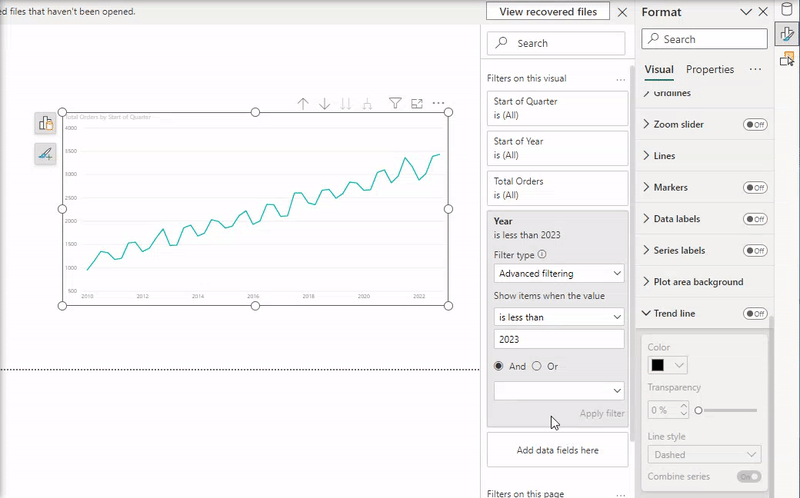 ed files that haven't been opened.
View recovered files
Format
Search
Search
Visual
Properties
Filters on this visual
Gridlines
Start of Quarter
is (All)
Zoom slider
Off
Start of Year
is (All)
Lines
Total Orders
is (All)
Markers
Off
Year
is less than 2023
Data labels
Off
Filter type
Advanced filtering
Series labels
Off
Show items when the value
Plot area background
is less than
2023
Trend line
Off
And
Or
Color
Apply filter
Transparency
0 %
Add data fields here
Line style
Dashed
Combine series
On
Filters on this page
Total Orders by Start of Quarter
4000
3500
3000
2500
2000
1500
1000
500
2010
2012
2014
2016
2018
2020
2022